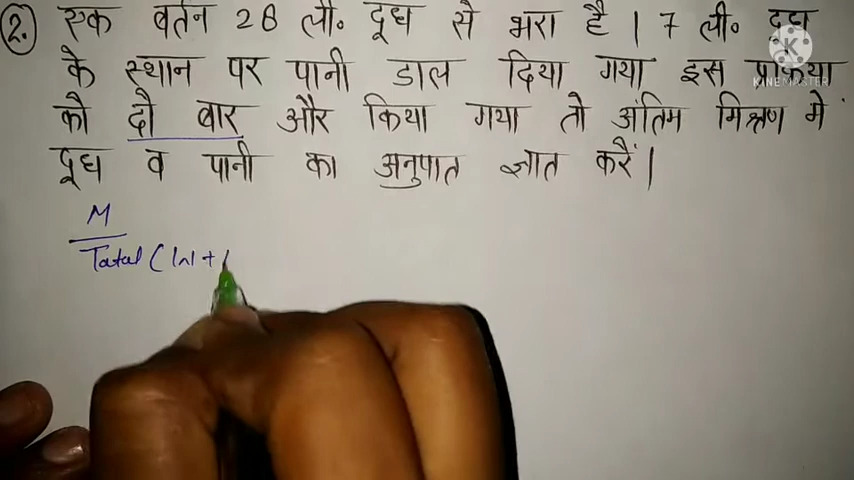 2. एक बर्तन 28 ली० दूध से भरा है | 7 ली० दूध
के स्थान पर पानी डाल दिया गया इस प्रक्रिया
को दो बार और किया गया तो अंतिम मिश्रण में
दूध व पानी का अनुपात ज्ञात करें |
M
Total (W+
KINEMASTER